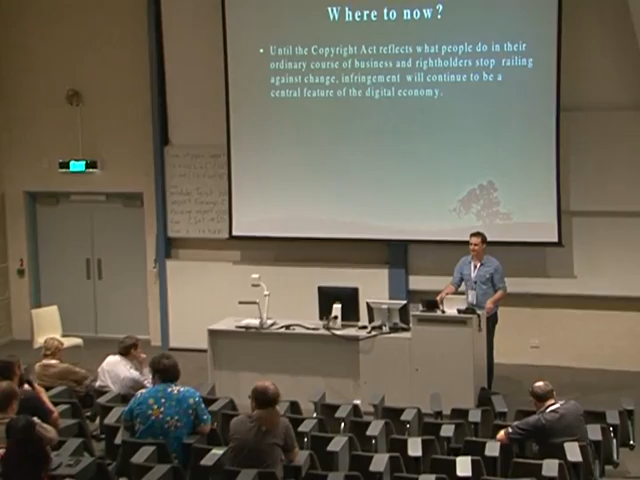 Where to now?
• Until the Copyright Act reflects what people do in their
ordinary course of business and rightholders stop railing
against change, infringement will continue to be a
central feature of the digital economy.